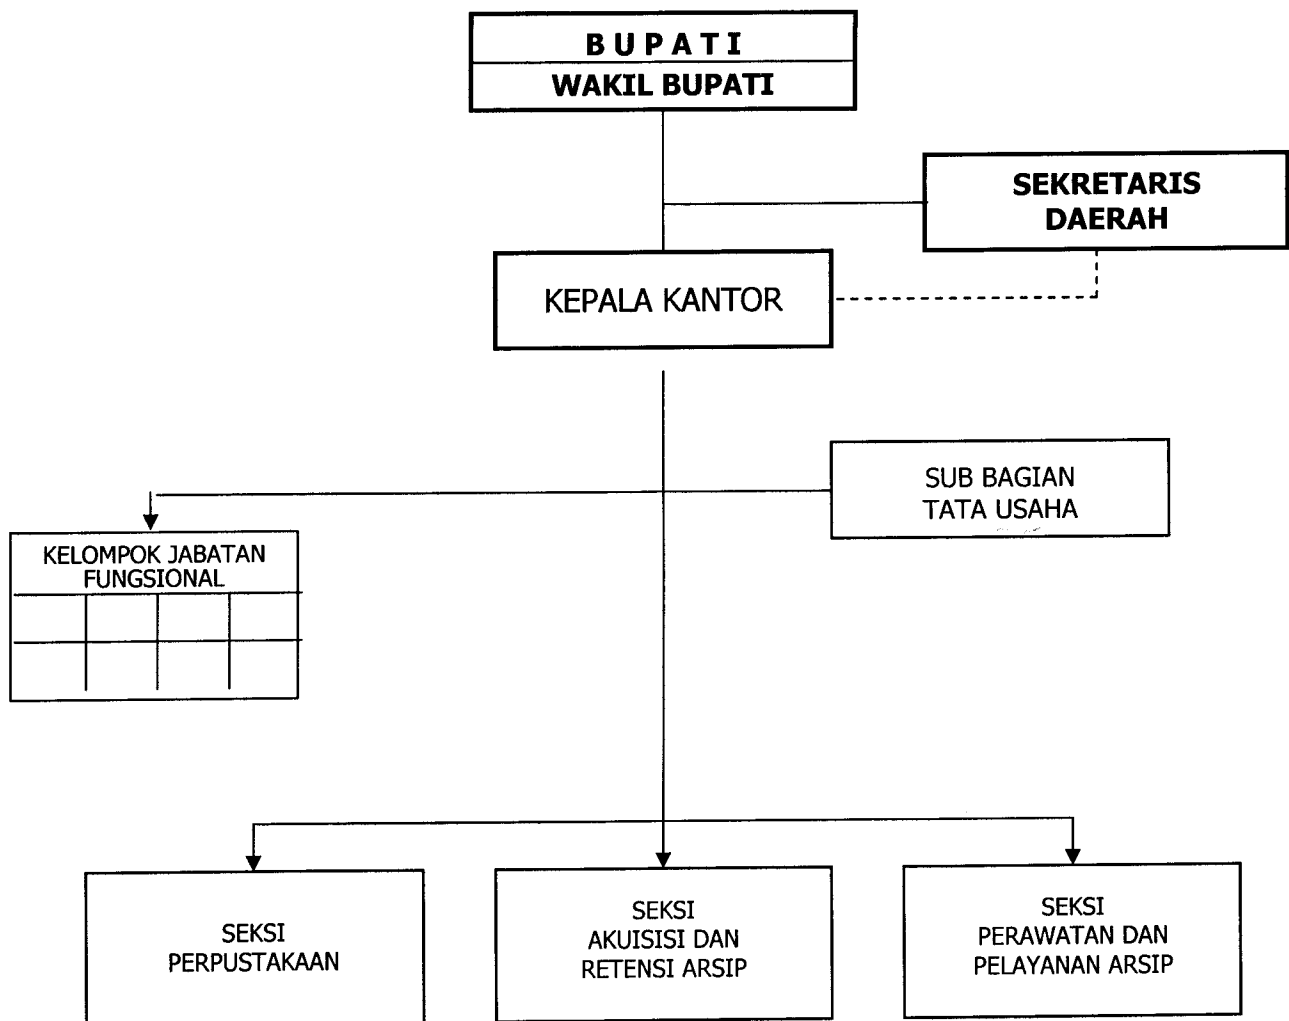 B U P A T I
WAKIL BUPATI
SEKRETARIS
DAERAH
KEPALA KANTOR
SUB BAGIAN
TATA USAHA
KELOMPOK JABATAN
FUNGSIONAL
SEKSI
PERPUSTAKAAN
SEKSI
AKUISISI DAN
RETENSI ARSIP
SEKSI
PERAWATAN DAN
PELAYANAN ARSIP